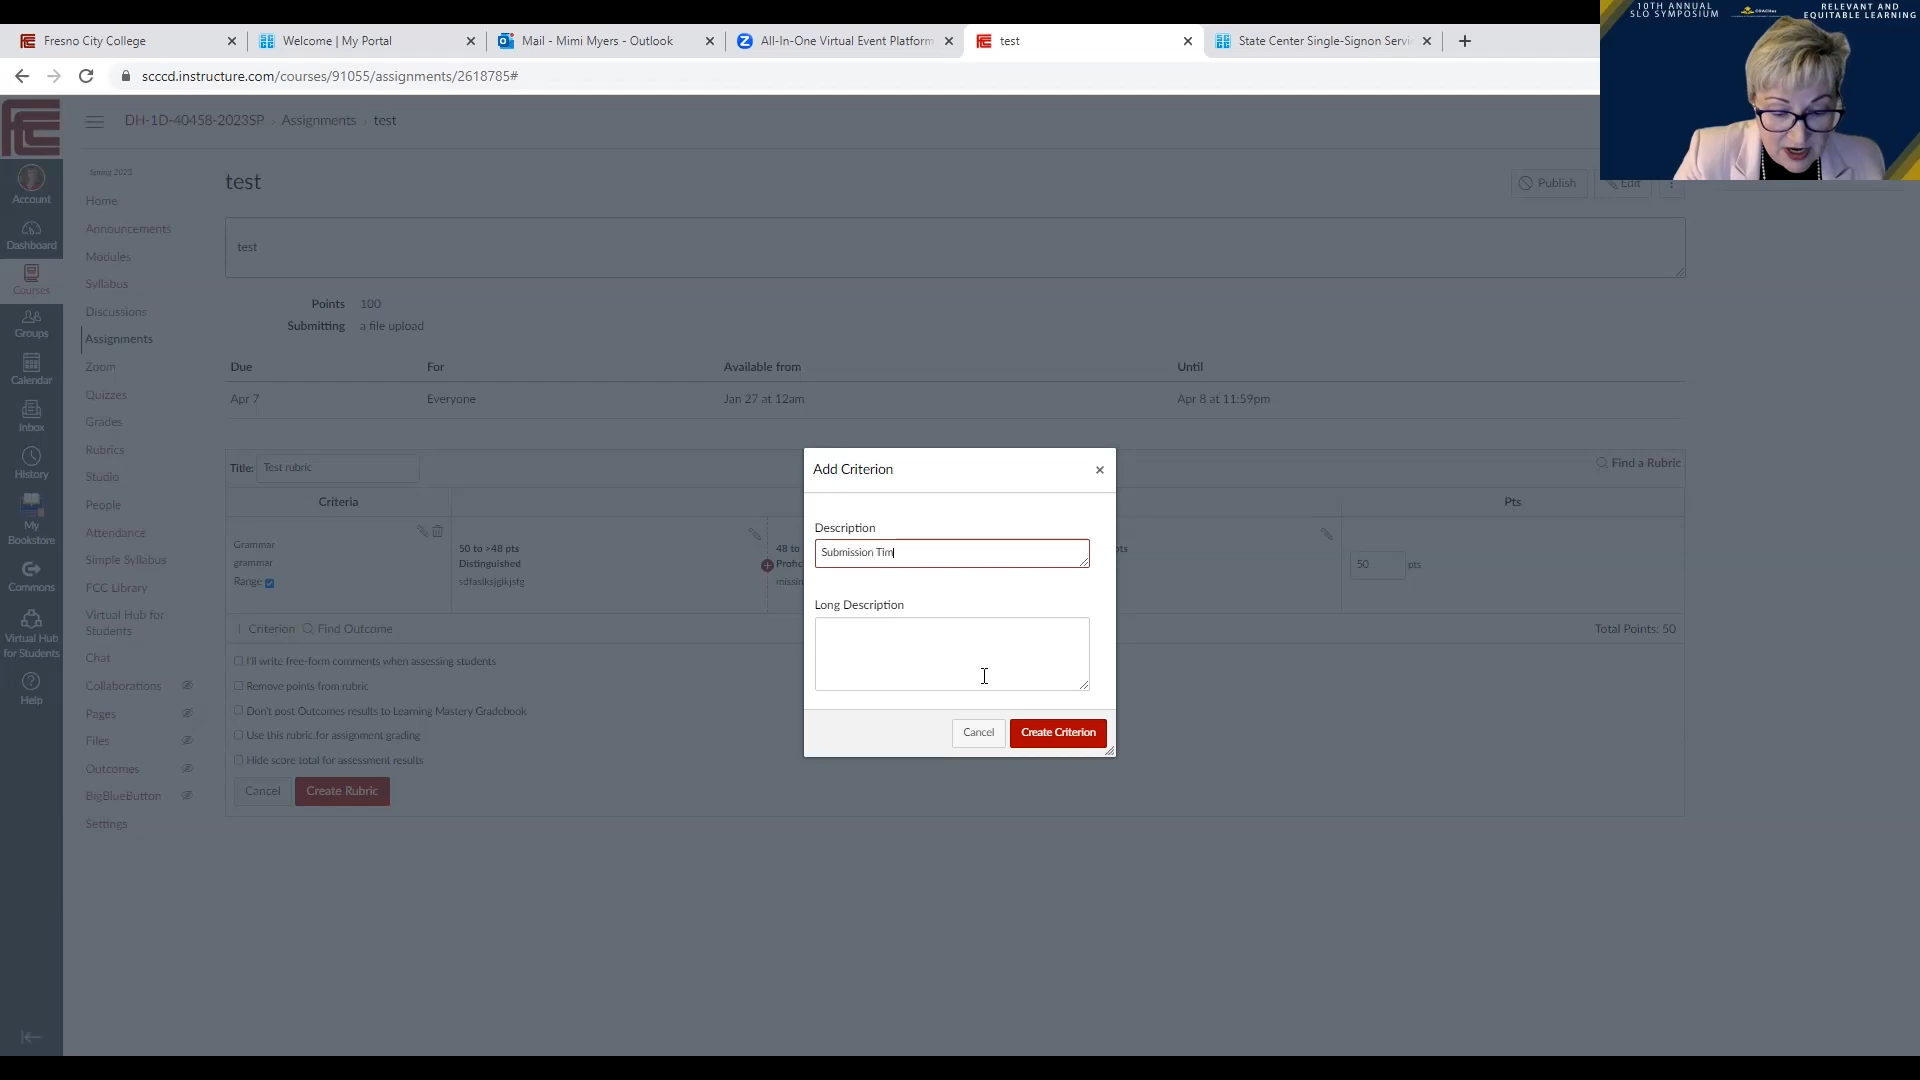 10TH ANNUAL
SLO SYMPOSIUM
RELEVANT AND
EQUITABLE LEARNING
Fresno City College
Welcome | My Portal
Mail - Mimi Myers - Outlook
All-In-One Virtual Event Platform
test
State Center Single-Signon Servi
scccd.instructure.com/courses/91055/assignments/2618785#
DH-1D-40458-2023SP › Assignments › test
Account
Dashboard
Courses
Groups
Calendar
Inbox
History
My
Bookstore
Commons
Virtual Hub
for Students
Help
Spring 2023
Home
Announcements
Modules
Syllabus
Discussions
Assignments
Zoom
Quizzes
Grades
Rubrics
Studio
People
Attendance
Simple Syllabus
FCC Library
Virtual Hub for
Students
Chat
Collaborations
Pages
Files
Outcomes
BigBlueButton
Settings
test
Publish
Edit
test
Points 100
Submitting a file upload
Due For Available from Until
Apr 7 Everyone Jan 27 at 12am Apr 8 at 11:59pm
Title: Test rubric
Find a Rubric
Criteria
Pts
Grammar
grammar
Range
50 to >48 pts
Distinguished
48 to
missin
pts
50 pts
Criterion Find Outcome
Total Points: 50
I'll write free-form comments when assessing students
Remove points from rubric
Don't post Outcomes results to Learning Mastery Gradebook
Use this rubric for assignment grading
Hide score total for assessment results
Cancel
Create Rubric
Add Criterion
×
Description
Submission Tim
Long Description
Cancel
Create Criterion